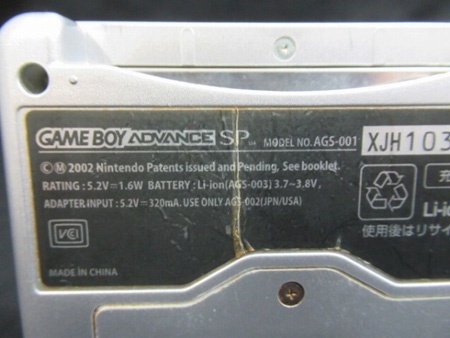 GAME BOY ADVANCE SP MODEL NO. AGS-001 XJH103
©Ⓜ 2002 Nintendo Patents issued and Pending. See booklet.
RATING : 5.2V⎓1.6W BATTERY : Li-ion(AGS-003) 3.7~3.8V,
ADAPTER INPUT : 5.2V⎓320mA. USE ONLY AGS-002(JPN/USA)
VCI
MADE IN CHINA
充
Li-ion
使用後はリサイ